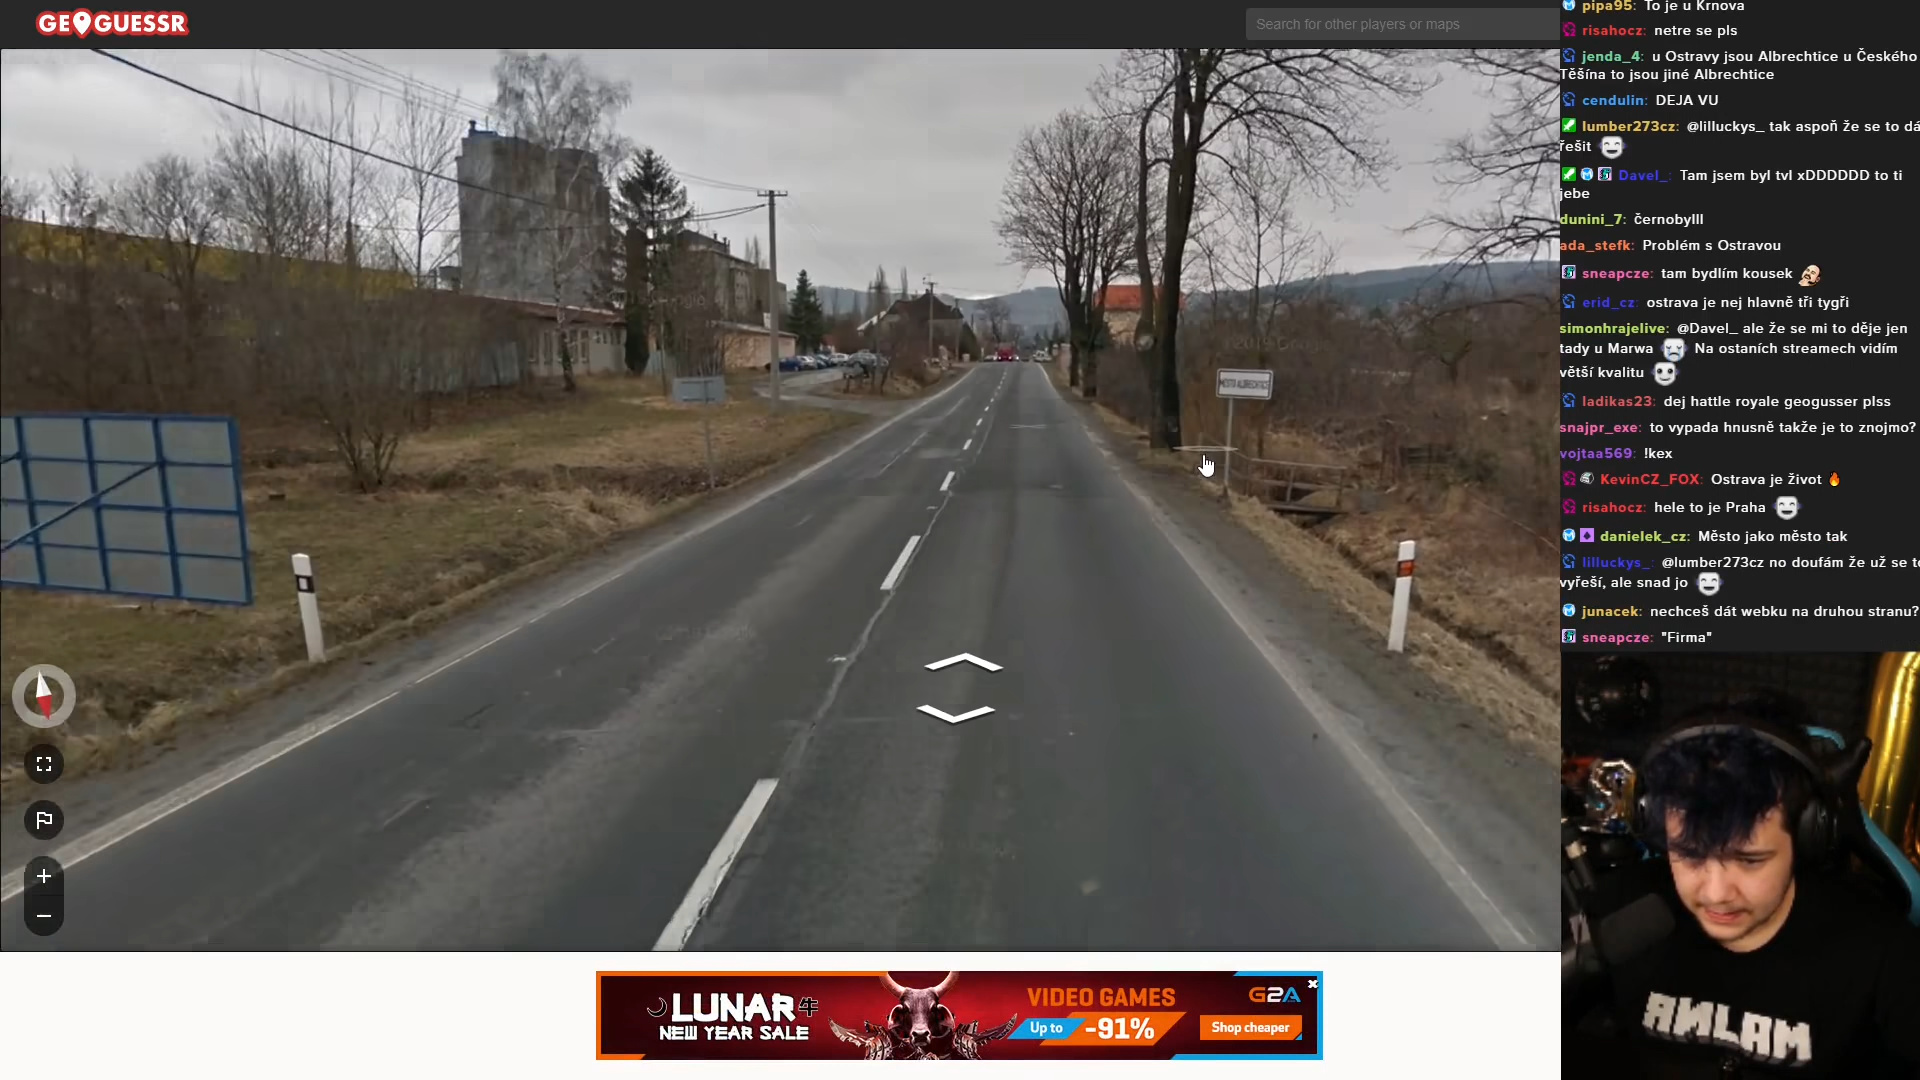 GEOGUESSR
Search for other players or maps
pipa95: To je u Krnova
risahocz: netre se pls
jenda_4: u Ostravy jsou Albrechtice u Českého
Těšína to jsou jiné Albrechtice
cendulin: DEJA VU
lumber273cz: @lilluckys_ tak aspoň že se to dá
řešit
Davel_: Tam jsem byl tvl xDDDDDD to ti
jebe
dunini_7: černobylll
ada_stefk: Problém s Ostravou
sneapcze: tam bydlím kousek
erid_cz: ostrava je nej hlavně tři tygři
simonhrajelive: @Davel_ ale že se mi to děje jen
tady u Marwa Na ostaních streamech vidím
větší kvalitu
ladikas23: dej hattle royale geogusser plss
snajpr_exe: to vypada hnusně takže je to znojmo?
vojtaa569: !kex
KevinCZ_FOX: Ostrava je život
risahocz: hele to je Praha
danielek_cz: Město jako město tak
lilluckys_: @lumber273cz no doufám že už se to
vyřeší, ale snad jo
junacek: nechceš dát webku na druhou stranu?
sneapcze: "Firma"
MĚSTO ALBRECHTICE
LUNAR
NEW YEAR SALE
VIDEO GAMES
Up to -91%
G2A
Shop cheaper
AMLAM